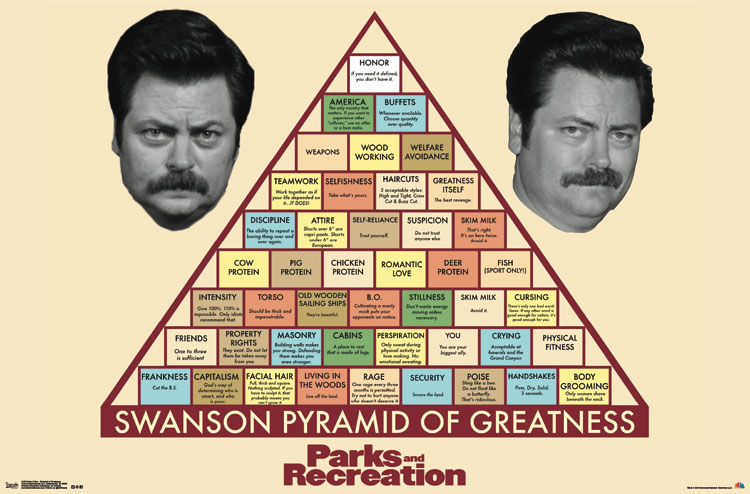 HONOR
If you need it defined,
you don't have it.
AMERICA
The only country that
matters. If you want to
experience other
"cultures," use an atlas
or a ham radio.
BUFFETS
Whenever available.
Choose quantity
over quality.
WEAPONS
WOOD
WORKING
WELFARE
AVOIDANCE
TEAMWORK
Work together as if
your life depended on
it...IT DOES!
SELFISHNESS
Take what's yours.
HAIRCUTS
3 acceptable styles:
High and Tight, Crew
Cut & Buzz Cut.
GREATNESS
ITSELF
The best revenge.
DISCIPLINE
The ability to repeat a
boring thing over and
over again.
ATTIRE
Shorts over 6" are
capri pants. Shorts
under 6" are
European.
SELF-RELIANCE
Trust yourself.
SUSPICION
Do not trust
anyone else.
SKIM MILK
That's right
It's on here twice.
Avoid it.
COW
PROTEIN
PIG
PROTEIN
CHICKEN
PROTEIN
ROMANTIC
LOVE
DEER
PROTEIN
FISH
(SPORT ONLY!)
INTENSITY
Give 100%. 110% is
impossible. Only idiots
recommend that.
TORSO
Should be thick and
impenetrable.
OLD WOODEN
SAILING SHIPS
They're beautiful.
B.O.
Cultivating a manly
musk puts your
opponents on notice.
STILLNESS
Don't waste energy
moving unless
necessary.
SKIM MILK
Avoid it.
CURSING
There's only one bad word:
Taxes. If any other word is
good enough for sailors, it's
good enough for you.
FRIENDS
One to three
is sufficient
PROPERTY
RIGHTS
They exist. Do not let
them be taken away
from you.
MASONRY
Building walls makes
you strong. Defending
them makes you
even stronger.
CABINS
A place to rest
that is made of logs.
PERSPIRATION
Only sweat during
physical activity or
love making. No
emotional sweating
YOU
You are your
biggest ally.
CRYING
Acceptable at
funerals and the
Grand Canyon
PHYSICAL
FITNESS
FRANKNESS
Cut the B.S.
CAPITALISM
God's way of
determining who is
smart, and who
is poor.
FACIAL HAIR
Full, thick and square.
Nothing sculpted. If you
have to sculpt it, that
probably means you
can't grow it.
LIVING IN
THE WOODS
Live off the land.
RAGE
One rage every three
months is permitted.
Try not to hurt anyone
who doesn't deserve it
SECURITY
Secure the land.
POISE
Sting like a bee.
Do not float like
a butterfly.
That's ridiculous.
HANDSHAKES
Firm. Dry. Solid.
3 seconds.
BODY
GROOMING
Only women shave
beneath the neck.
SWANSON PYRAMID OF GREATNESS
Parks and
Recreation